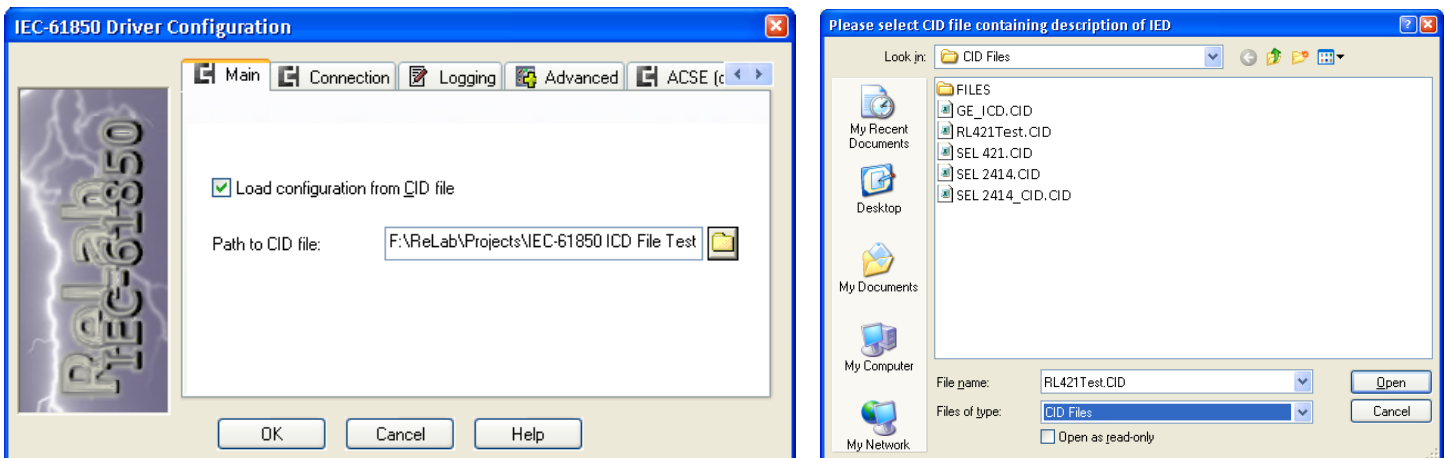 IEC-61850 Driver Configuration
Main
Connection
Logging
Advanced
ACSE (c
ReLab
IEC-61850
Load configuration from CID file
Path to CID file:
F:\ReLab\Projects\IEC-61850 ICD File Test
OK
Cancel
Help
Please select CID file containing description of IED
Look in:
CID Files
My Recent
Documents
Desktop
My Documents
My Computer
My Network
FILES
GE_ICD.CID
RL421Test.CID
SEL 421.CID
SEL 2414.CID
SEL 2414_CID.CID
File name:
RL421Test.CID
Open
Files of type:
CID Files
Cancel
Open as read-only